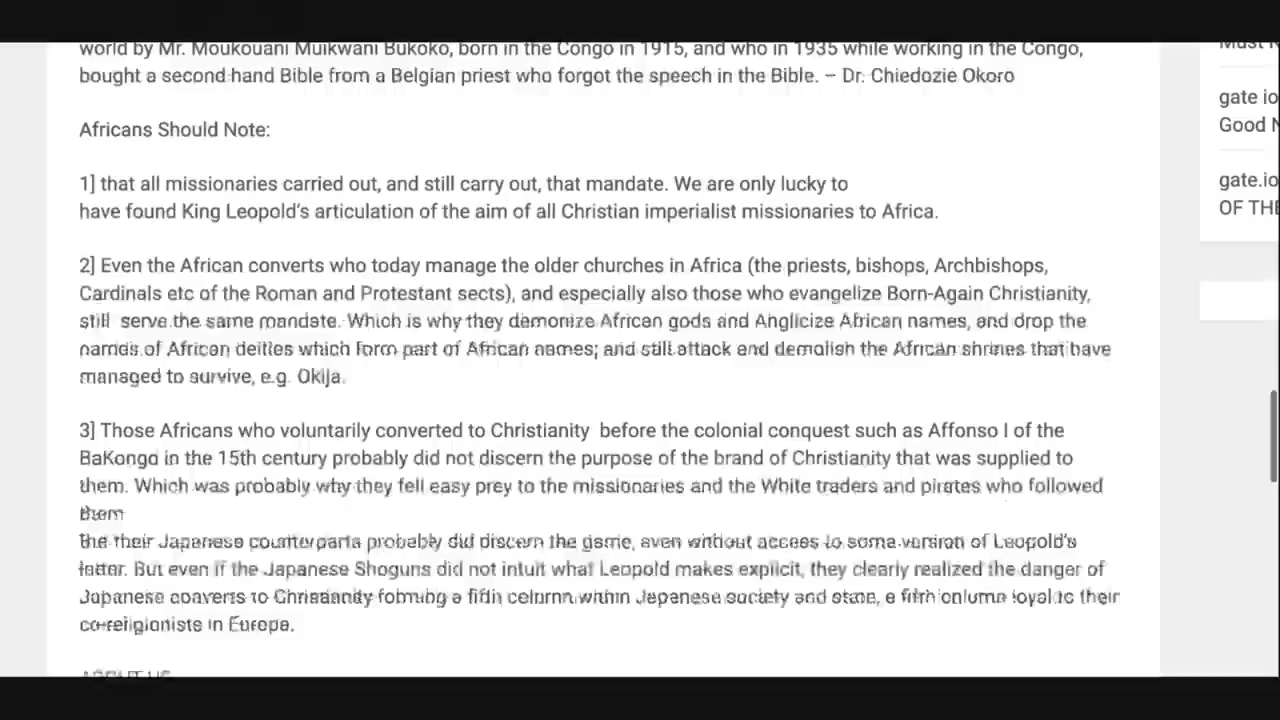 world by Mr. Moukouani Muikwani Bukoko, born in the Congo in 1915, and who in 1935 while working in the Congo,
bought a second hand Bible from a Belgian priest who forgot the speech in the Bible. – Dr. Chiedozie Okoro
Africans Should Note:
1] that all missionaries carried out, and still carry out, that mandate. We are only lucky to
have found King Leopold's articulation of the aim of all Christian imperialist missionaries to Africa.
2] Even the African converts who today manage the older churches in Africa (the priests, bishops, Archbishops,
Cardinals etc of the Roman and Protestant sects), and especially also those who evangelize Born-Again Christianity,
still serve the same mandate. Which is why they demonize African gods and Anglicize African names, and drop the
names of African deities which form part of African names; and still attack and demolish the African shrines that have
managed to survive, e.g. Okija.
3] Those Africans who voluntarily converted to Christianity before the colonial conquest such as Affonso I of the
BaKongo in the 15th century probably did not discern the purpose of the brand of Christianity that was supplied to
them. Which was probably why they fell easy prey to the missionaries and the White traders and pirates who followed
them
their Japanese counterparts probably did discern the game, even without access to some version of Leopold's
letter. But even if the Japanese Shoguns did not intuit what Leopold makes explicit, they clearly realized the danger of
Japanese converts to Christianity forming a fifth column within Japanese society and state, a fifth column loyal to their
co-religionists in Europe.
ABOUT US
gate io
Good N
gate.io
OF THE